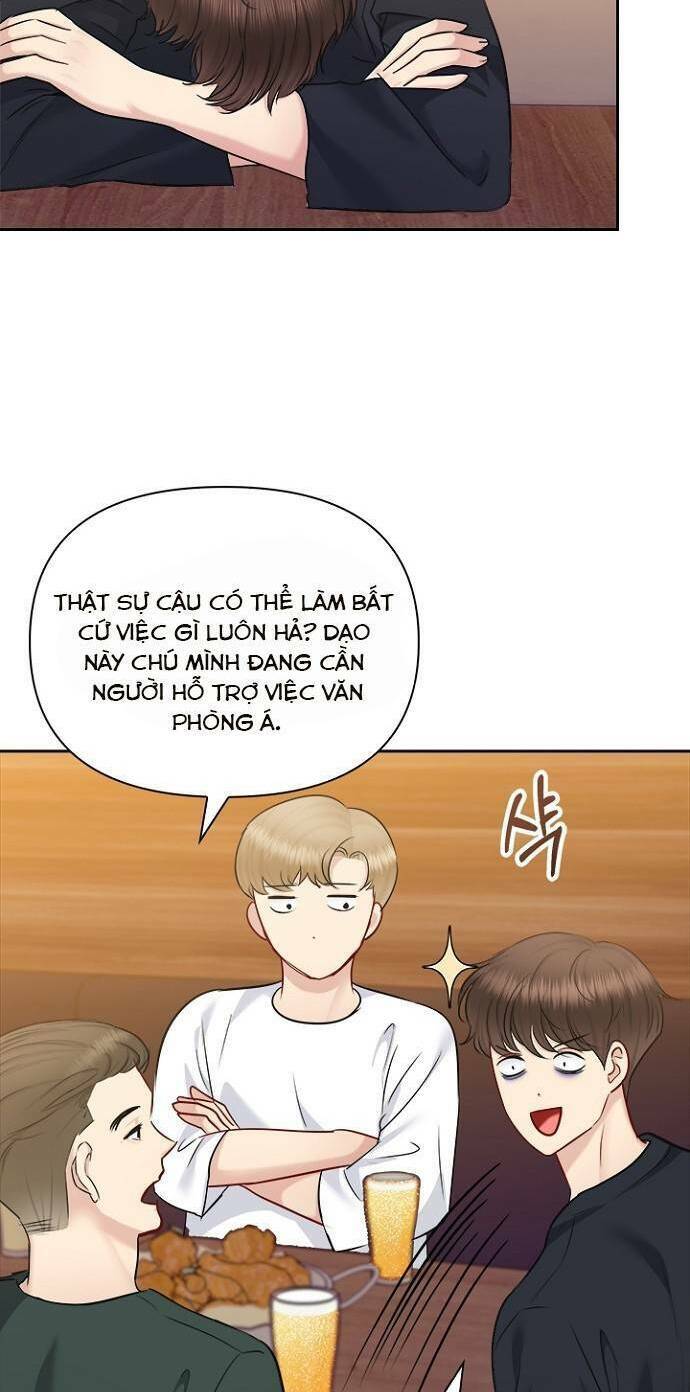 THẬT SỰ CẬU CÓ THỂ LÀM BẤT
CỨ VIỆC GÌ LUÔN HẢ? DẠO
NÀY CHÚ MÌNH ĐANG CẦN
NGƯỜI HỖ TRỢ VIỆC VĂN
PHÒNG Á.
샥